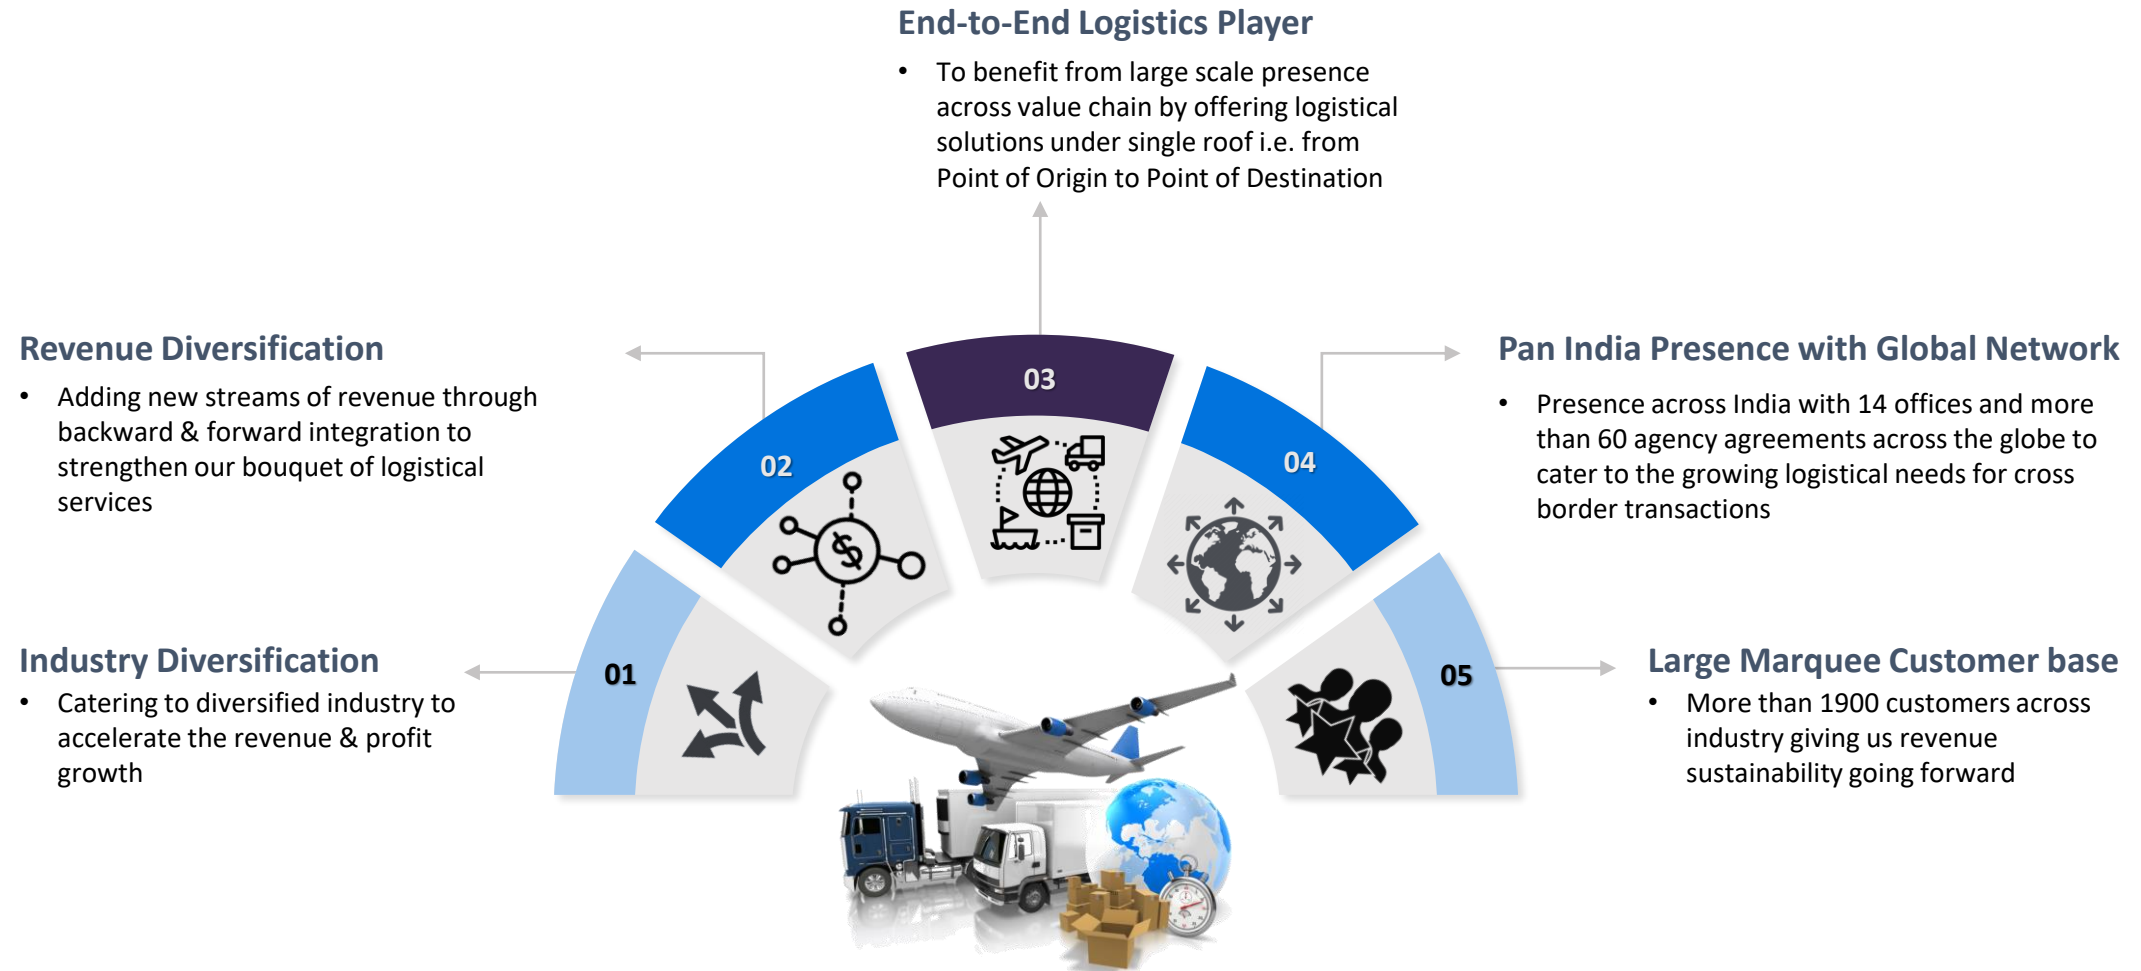 End-to-End Logistics Player
• To benefit from large scale presence
across value chain by offering logistical
solutions under single roof i.e. from
Point of Origin to Point of Destination
Revenue Diversification
• Adding new streams of revenue through
backward & forward integration to
strengthen our bouquet of logistical
services
Industry Diversification
• Catering to diversified industry to
accelerate the revenue & profit
growth
01
02
$
03
04
05
Pan India Presence with Global Network
• Presence across India with 14 offices and more
than 60 agency agreements across the globe to
cater to the growing logistical needs for cross
border transactions
Large Marquee Customer base
• More than 1900 customers across
industry giving us revenue
sustainability going forward